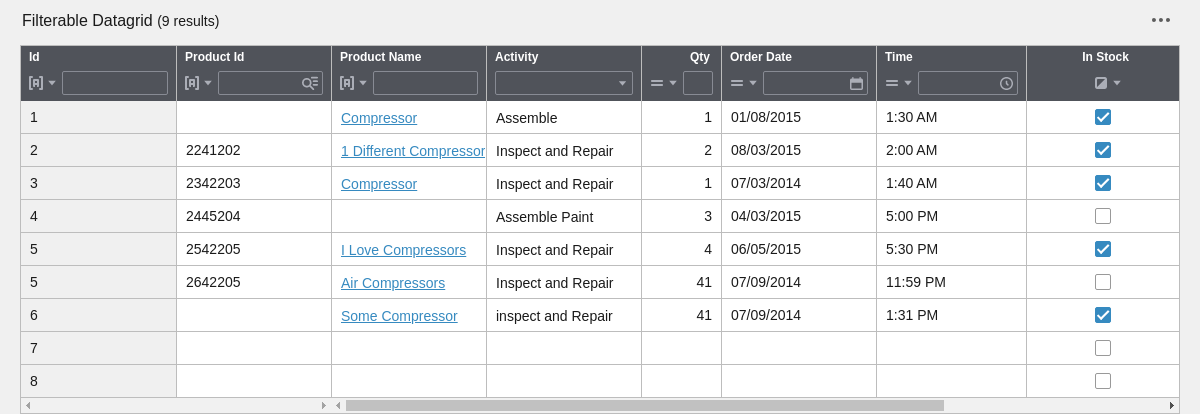 Filterable Datagrid (9 results)
Id Product Id Product Name Activity Qty Order Date Time In Stock
1 Compressor Assemble 1 01/08/2015 1:30 AM
2 2241202 1 Different Compressor Inspect and Repair 2 08/03/2015 2:00 AM
3 2342203 Compressor Inspect and Repair 1 07/03/2014 1:40 AM
4 2445204 Assemble Paint 3 04/03/2015 5:00 PM
5 2542205 I Love Compressors Inspect and Repair 4 06/05/2015 5:30 PM
5 2642205 Air Compressors Inspect and Repair 41 07/09/2014 11:59 PM
6 Some Compressor inspect and Repair 41 07/09/2014 1:31 PM
7
8